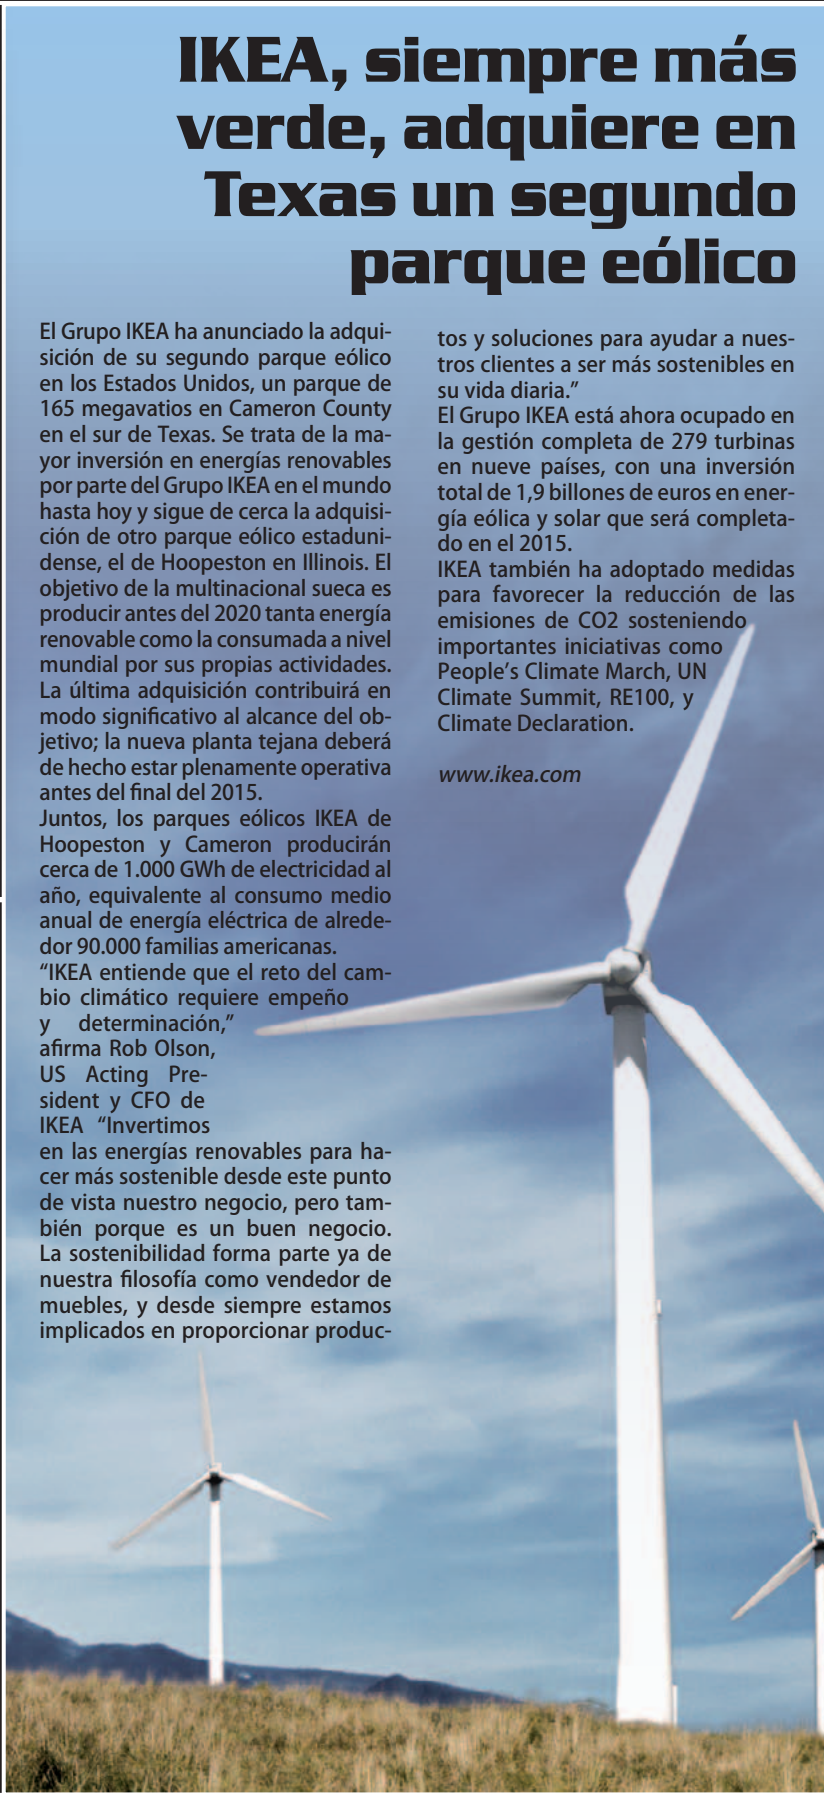 IKEA, siempre más
verde, adquiere en
Texas un segundo
parque eólico
El Grupo IKEA ha anunciado la adqui-
sición de su segundo parque eólico
en los Estados Unidos, un parque de
165 megavatios en Cameron County
en el sur de Texas. Se trata de la ma-
yor inversión en energías renovables
por parte del Grupo IKEA en el mundo
hasta hoy y sigue de cerca la adquisi-
ción de otro parque eólico estaduni-
dense, el de Hoopeston en Illinois. El
objetivo de la multinacional sueca es
producir antes del 2020 tanta energía
renovable como la consumada a nivel
mundial por sus propias actividades.
La última adquisición contribuirá en
modo significativo al alcance del ob-
jetivo; la nueva planta tejana deberá
de hecho estar plenamente operativa
antes del final del 2015.
Juntos, los parques eólicos IKEA de
Hoopeston y Cameron producirán
cerca de 1.000 GWh de electricidad al
año, equivalente al consumo medio
anual de energía eléctrica de alrede-
dor 90.000 familias americanas.
“IKEA entiende que el reto del cam-
bio climático requiere empeño
y determinación,”
afirma Rob Olson,
US Acting Pre-
sident y CFO de
IKEA “Invertimos
en las energías renovables para ha-
cer más sostenible desde este punto
de vista nuestro negocio, pero tam-
bién porque es un buen negocio.
La sostenibilidad forma parte ya de
nuestra filosofía como vendedor de
muebles, y desde siempre estamos
implicados en proporcionar produc-
tos y soluciones para ayudar a nues-
tros clientes a ser más sostenibles en
su vida diaria.”
El Grupo IKEA está ahora ocupado en
la gestión completa de 279 turbinas
en nueve países, con una inversión
total de 1,9 billones de euros en ener-
gía eólica y solar que será completa-
do en el 2015.
IKEA también ha adoptado medidas
para favorecer la reducción de las
emisiones de CO2 sosteniendo
importantes iniciativas como
People’s Climate March, UN
Climate Summit, RE100, y
Climate Declaration.
www.ikea.com